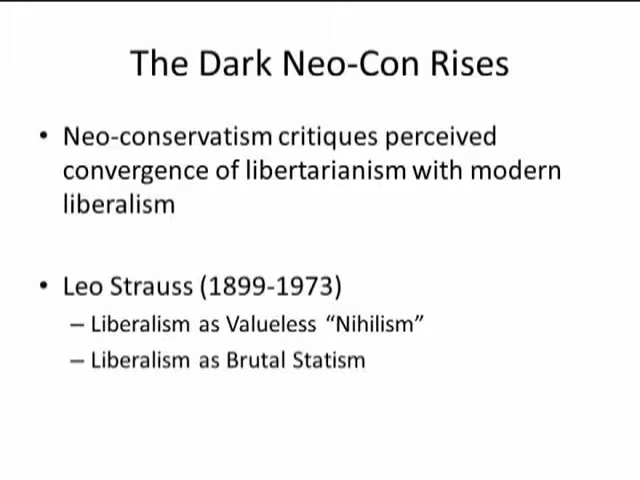 The Dark Neo-Con Rises
• Neo-conservatism critiques perceived
convergence of libertarianism with modern
liberalism
• Leo Strauss (1899-1973)
– Liberalism as Valueless “Nihilism”
– Liberalism as Brutal Statism